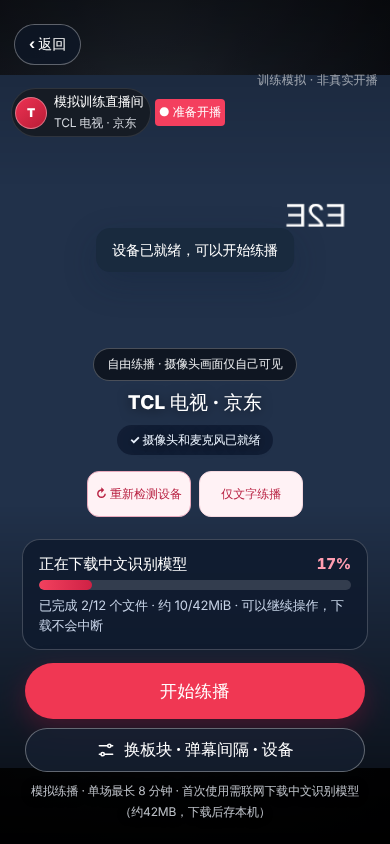 ‹ 返回
训练模拟 · 非真实开播
T
模拟训练直播间
TCL 电视 · 京东
● 准备开播
E2E
设备已就绪，可以开始练播
自由练播 · 摄像头画面仅自己可见
TCL 电视 · 京东
✓ 摄像头和麦克风已就绪
↻ 重新检测设备
仅文字练播
正在下载中文识别模型 17%
已完成 2/12 个文件 · 约 10/42MiB · 可以继续操作，下
载不会中断
开始练播
换板块 · 弹幕间隔 · 设备
模拟练播 · 单场最长 8 分钟 · 首次使用需联网下载中文识别模型
（约42MB，下载后存本机）